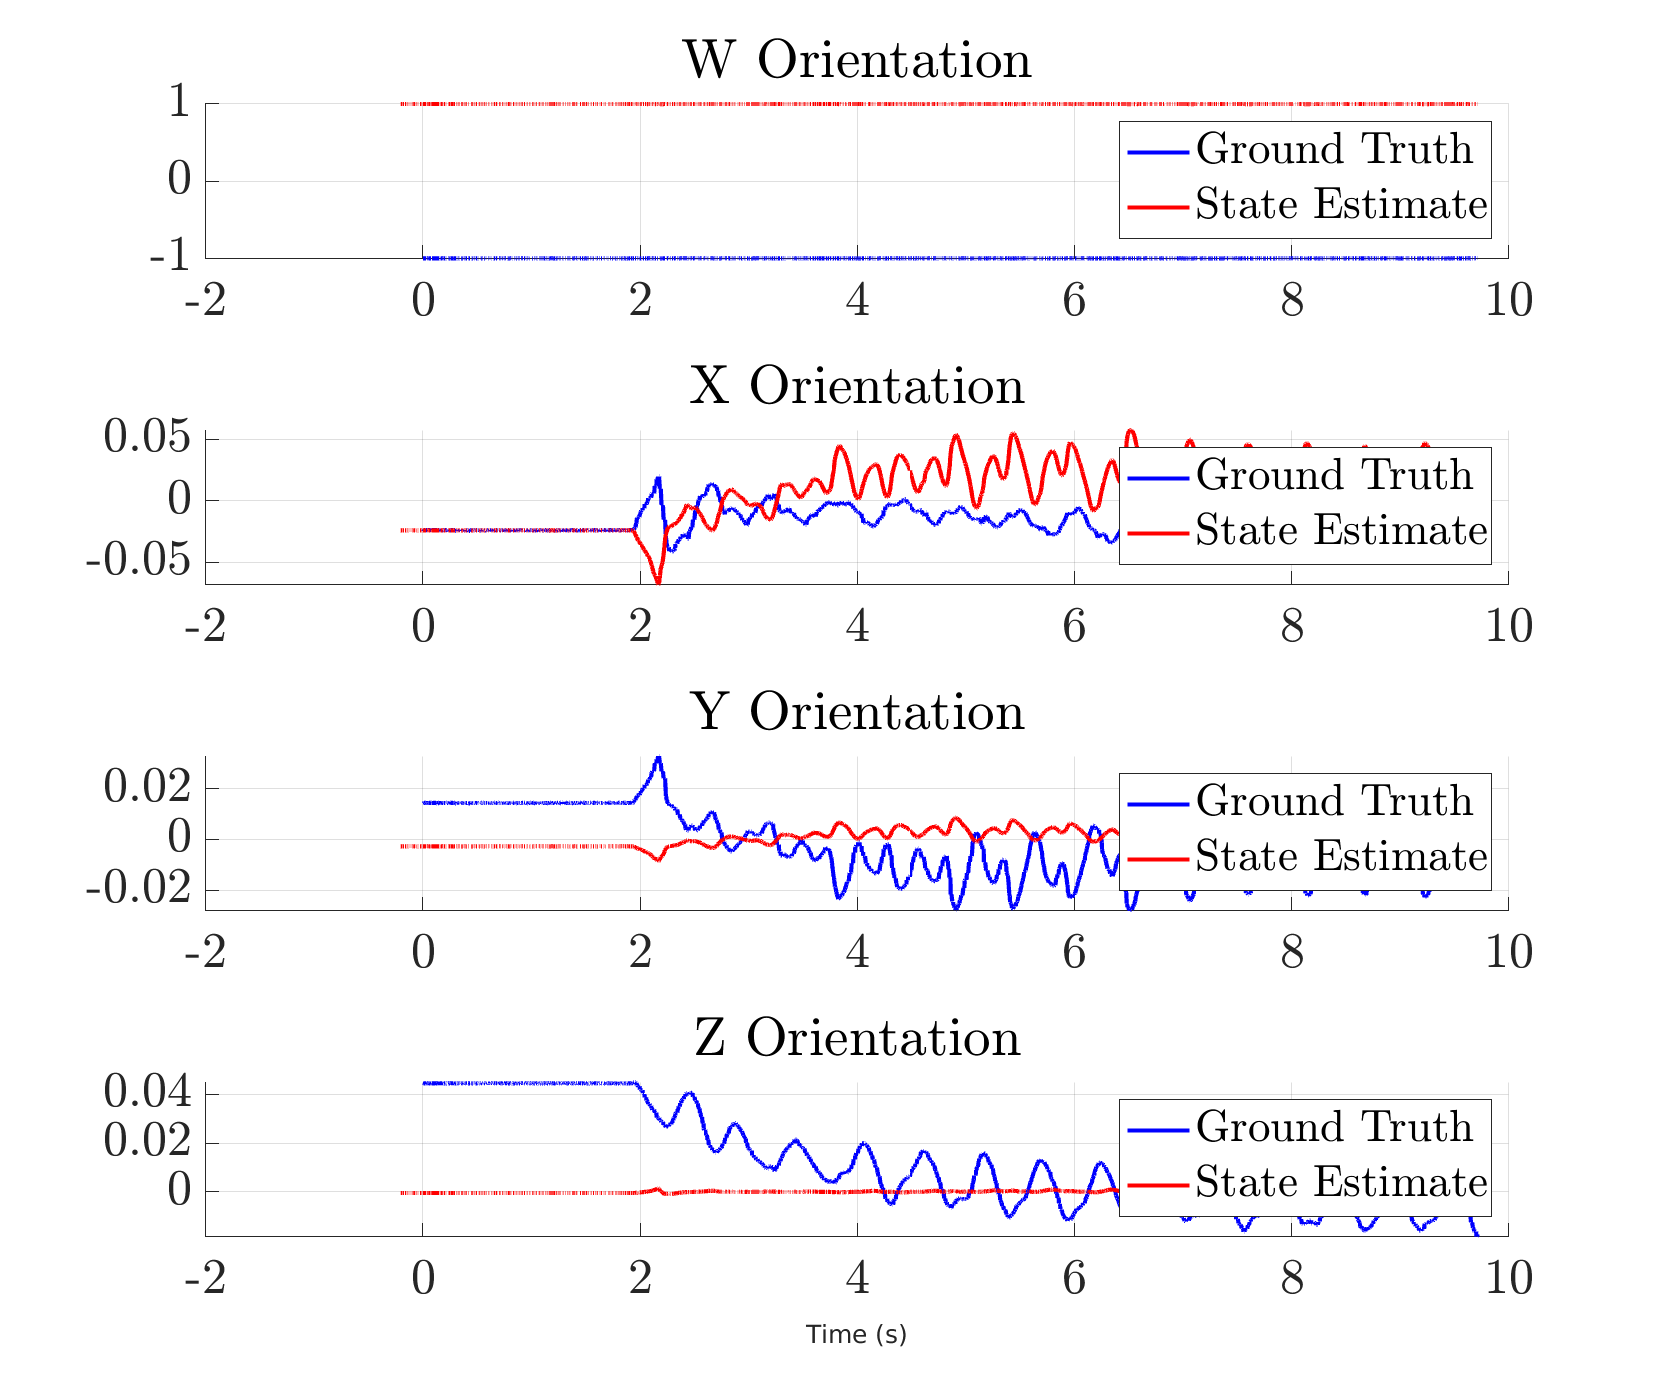 W Orientation
1
0
-1
Ground Truth
State Estimate
-2 0 2 4 6 8 10
X Orientation
0.05
0
-0.05
Ground Truth
State Estimate
-2 0 2 4 6 8 10
Y Orientation
0.02
0
-0.02
Ground Truth
State Estimate
-2 0 2 4 6 8 10
Z Orientation
0.04
0.02
0
Ground Truth
State Estimate
-2 0 2 4 6 8 10
Time (s)